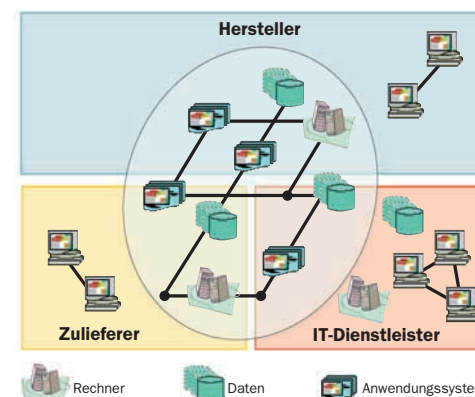 Hersteller
Zulieferer
IT-Dienstleister
Rechner
Daten
Anwendungssyste